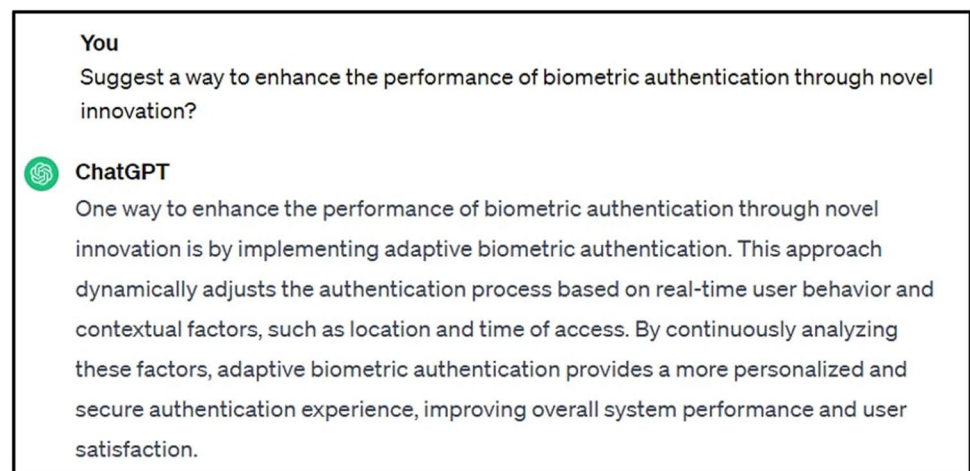 You
Suggest a way to enhance the performance of biometric authentication through novel
innovation?
ChatGPT
One way to enhance the performance of biometric authentication through novel
innovation is by implementing adaptive biometric authentication. This approach
dynamically adjusts the authentication process based on real-time user behavior and
contextual factors, such as location and time of access. By continuously analyzing
these factors, adaptive biometric authentication provides a more personalized and
secure authentication experience, improving overall system performance and user
satisfaction.